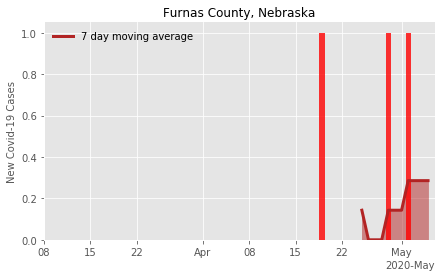 Furnas County, Nebraska
7 day moving average
New Covid-19 Cases
1.0
0.8
0.6
0.4
0.2
0.0
08 15 22 Apr 08 15 22 May
2020-May